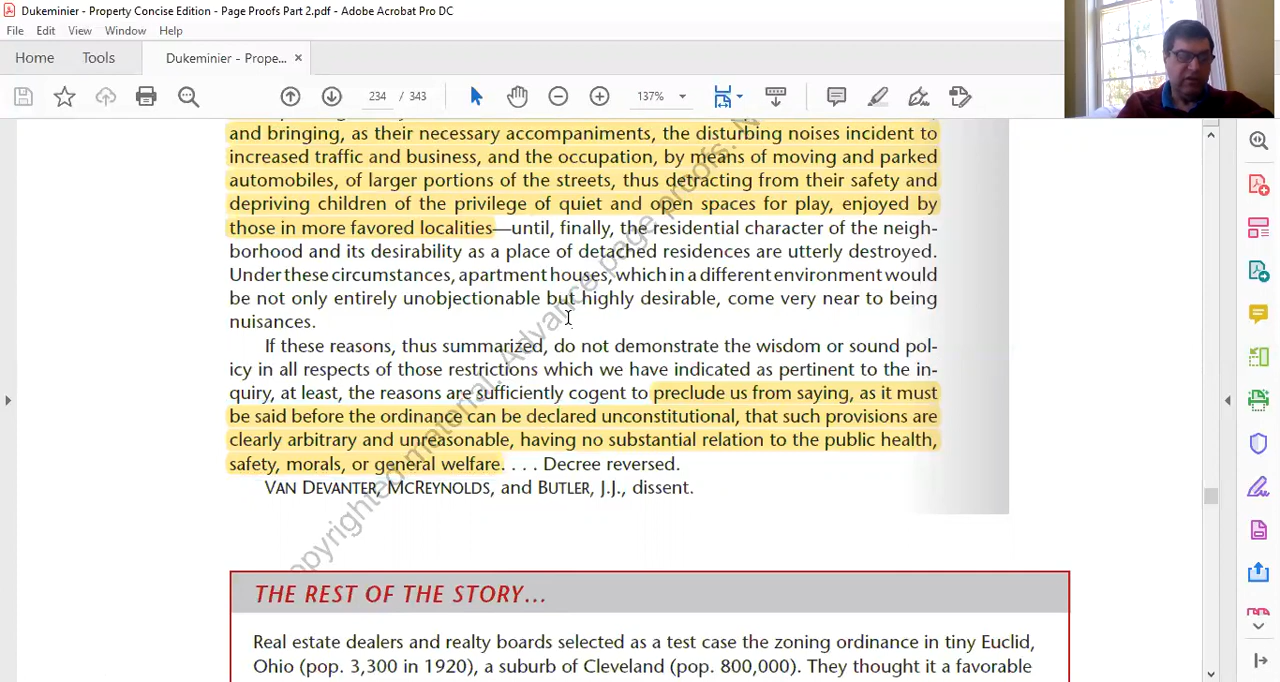 Dukeminier - Property Concise Edition - Page Proofs Part 2.pdf - Adobe Acrobat Pro DC
File Edit View Window Help
Home Tools Dukeminier - Prope... ×
234 / 343 137%
and bringing, as their necessary accompaniments, the disturbing noises incident to
increased traffic and business, and the occupation, by means of moving and parked
automobiles, of larger portions of the streets, thus detracting from their safety and
depriving children of the privilege of quiet and open spaces for play, enjoyed by
those in more favored localities—until, finally, the residential character of the neigh-
borhood and its desirability as a place of detached residences are utterly destroyed.
Under these circumstances, apartment houses, which in a different environment would
be not only entirely unobjectionable but highly desirable, come very near to being
nuisances.
If these reasons, thus summarized, do not demonstrate the wisdom or sound pol-
icy in all respects of those restrictions which we have indicated as pertinent to the in-
quiry, at least, the reasons are sufficiently cogent to preclude us from saying, as it must
be said before the ordinance can be declared unconstitutional, that such provisions are
clearly arbitrary and unreasonable, having no substantial relation to the public health,
safety, morals, or general welfare. . . . Decree reversed.
VAN DEVANTER, MCREYNOLDS, and BUTLER, J.J., dissent.
opyrighted material. Advance page proofs.
THE REST OF THE STORY...
Real estate dealers and realty boards selected as a test case the zoning ordinance in tiny Euclid,
Ohio (pop. 3,300 in 1920), a suburb of Cleveland (pop. 800,000). They thought it a favorable